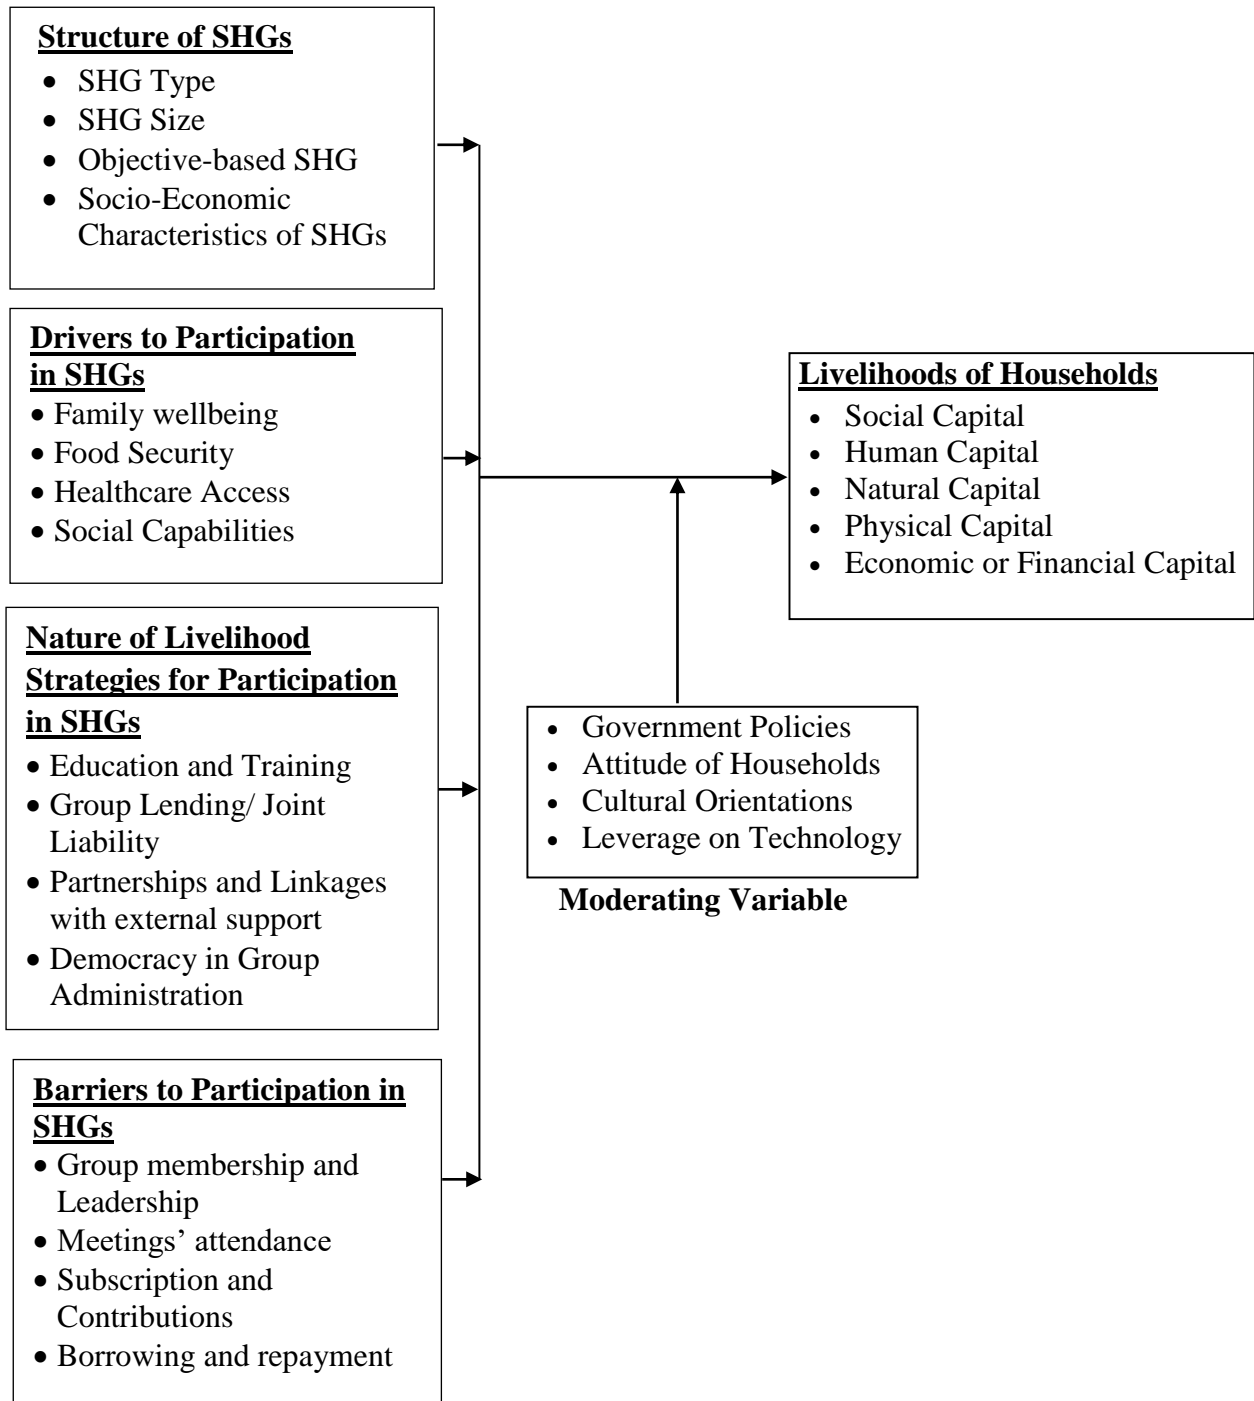 Structure of SHGs
• SHG Type
• SHG Size
• Objective-based SHG
• Socio-Economic
Characteristics of SHGs
Drivers to Participation
in SHGs
• Family wellbeing
• Food Security
• Healthcare Access
• Social Capabilities
Nature of Livelihood
Strategies for Participation
in SHGs
• Education and Training
• Group Lending/ Joint
Liability
• Partnerships and Linkages
with external support
• Democracy in Group
Administration
Barriers to Participation in
SHGs
• Group membership and
Leadership
• Meetings’ attendance
• Subscription and
Contributions
• Borrowing and repayment
Livelihoods of Households
• Social Capital
• Human Capital
• Natural Capital
• Physical Capital
• Economic or Financial Capital
• Government Policies
• Attitude of Households
• Cultural Orientations
• Leverage on Technology
Moderating Variable